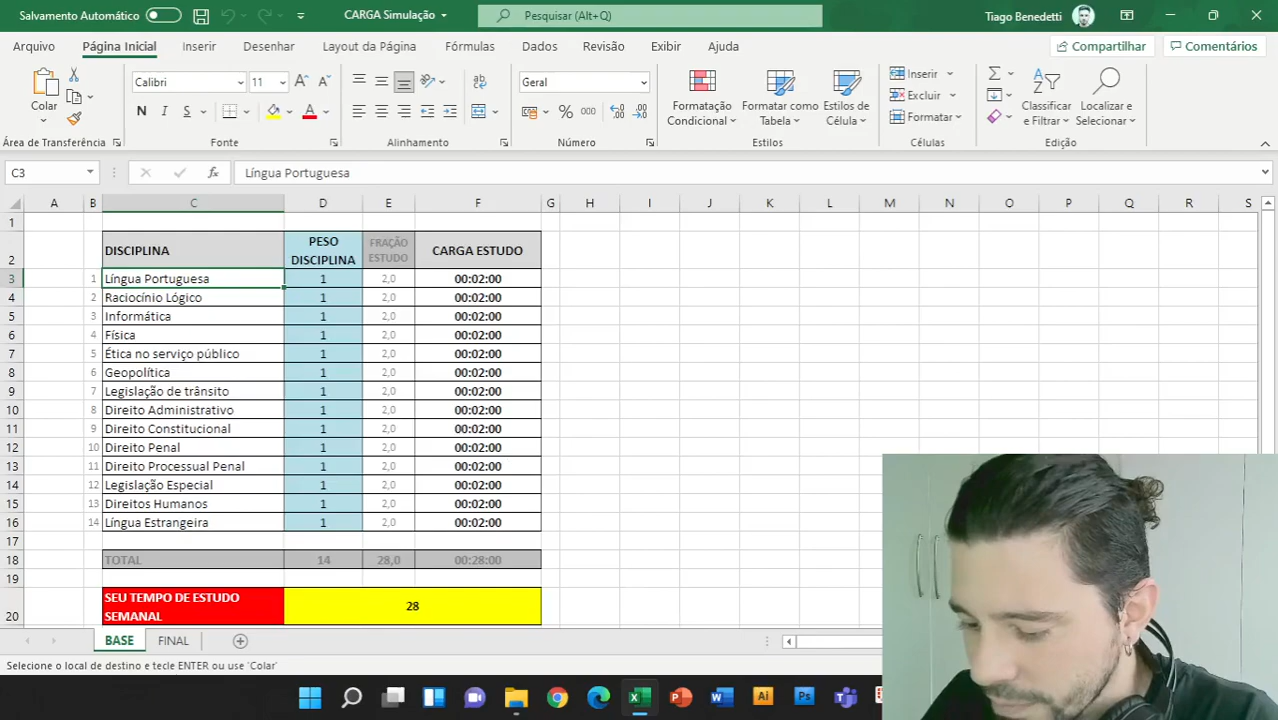 Salvamento Automático CARGA Simulação Pesquisar (Alt+Q) Tiago Benedetti
Arquivo Página Inicial Inserir Desenhar Layout da Página Fórmulas Dados Revisão Exibir Ajuda Compartilhar Comentários
Calibri 11 Geral Inserir
Excluir
Formatar
Colar N I S 000 Formatação Condicional Formatar como Tabela Estilos de Célula Classificar e Filtrar Localizar e Selecionar
Área de Transferência Fonte Alinhamento Número Estilos Células Edição
C3 fx Língua Portuguesa
A B C D E F G H I J K L M N O P Q R S
1
2 DISCIPLINA PESO DISCIPLINA FRAÇÃO ESTUDO CARGA ESTUDO
3 1 Língua Portuguesa 1 2,0 00:02:00
4 2 Raciocínio Lógico 1 2,0 00:02:00
5 3 Informática 1 2,0 00:02:00
6 4 Física 1 2,0 00:02:00
7 5 Ética no serviço público 1 2,0 00:02:00
8 6 Geopolítica 1 2,0 00:02:00
9 7 Legislação de trânsito 1 2,0 00:02:00
10 8 Direito Administrativo 1 2,0 00:02:00
11 9 Direito Constitucional 1 2,0 00:02:00
12 10 Direito Penal 1 2,0 00:02:00
13 11 Direito Processual Penal 1 2,0 00:02:00
14 12 Legislação Especial 1 2,0 00:02:00
15 13 Direitos Humanos 1 2,0 00:02:00
16 14 Língua Estrangeira 1 2,0 00:02:00
17
18 TOTAL 14 28,0 00:28:00
19
20 SEU TEMPO DE ESTUDO SEMANAL 28
BASE FINAL
Selecione o local de destino e tecle ENTER ou use 'Colar'
Ai Ps